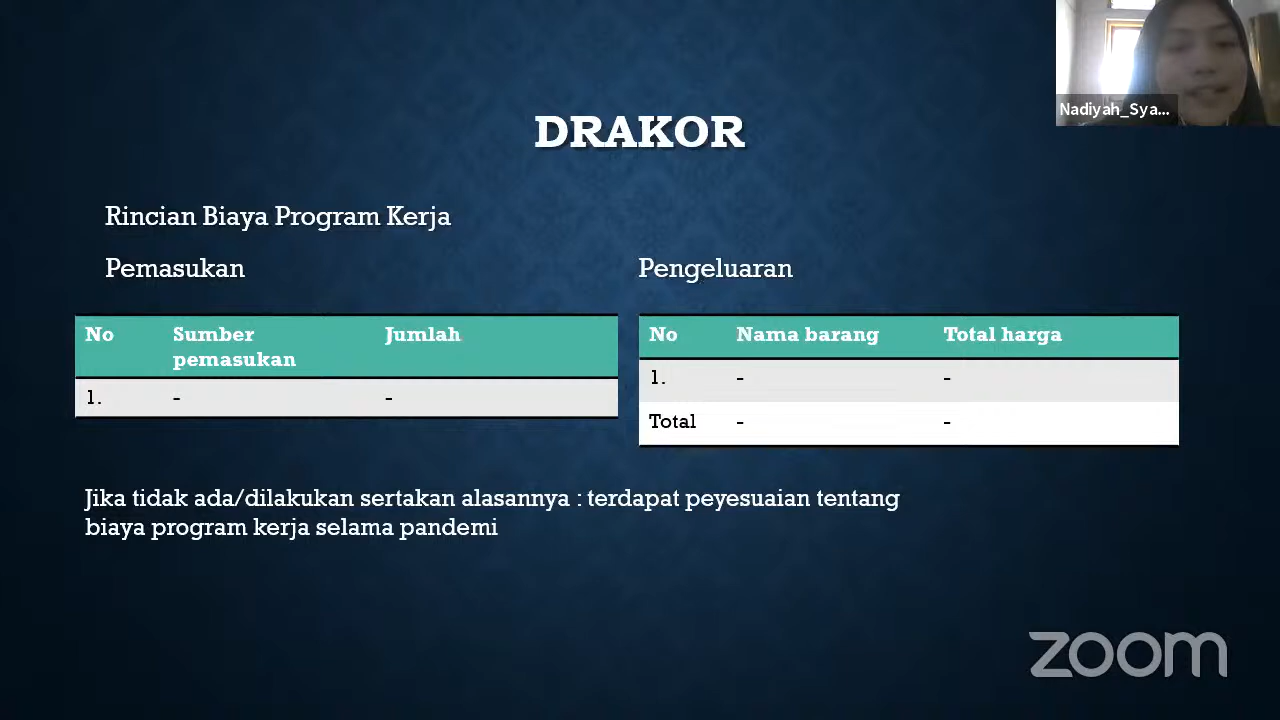 Nadiyah_Sya...
DRAKOR
Rincian Biaya Program Kerja
Pemasukan
No Sumber pemasukan Jumlah
1. - -
Pengeluaran
No Nama barang Total harga
1. - -
Total - -
Jika tidak ada/dilakukan sertakan alasannya : terdapat peyesuaian tentang
biaya program kerja selama pandemi
zoom